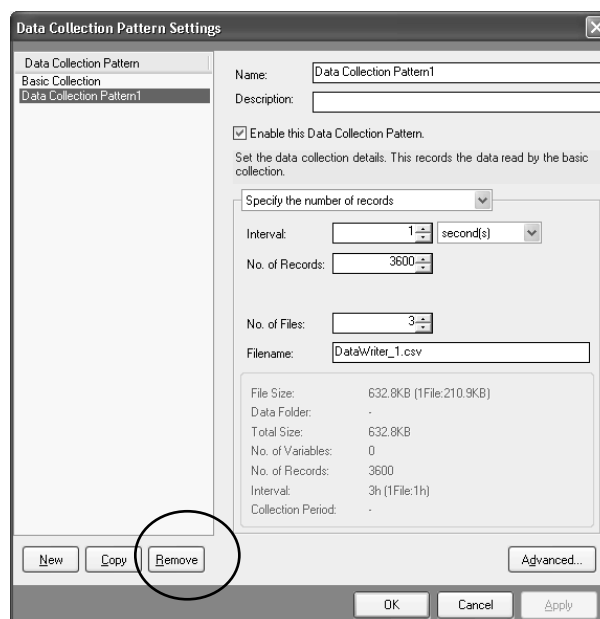 Data Collection Pattern Settings
Data Collection Pattern
Basic Collection
Data Collection Pattern1
Name: Data Collection Pattern1
Description:
Enable this Data Collection Pattern.
Set the data collection details. This records the data read by the basic
collection.
Specify the number of records
Interval: 1 second(s)
No. of Records: 3600
No. of Files: 3
Filename: DataWriter_1.csv
File Size: 632.8KB (1File:210.9KB)
Data Folder: -
Total Size: 632.8KB
No. of Variables: 0
No. of Records: 3600
Interval: 3h (1File:1h)
Collection Period: -
New Copy Remove Advanced...
OK Cancel Apply